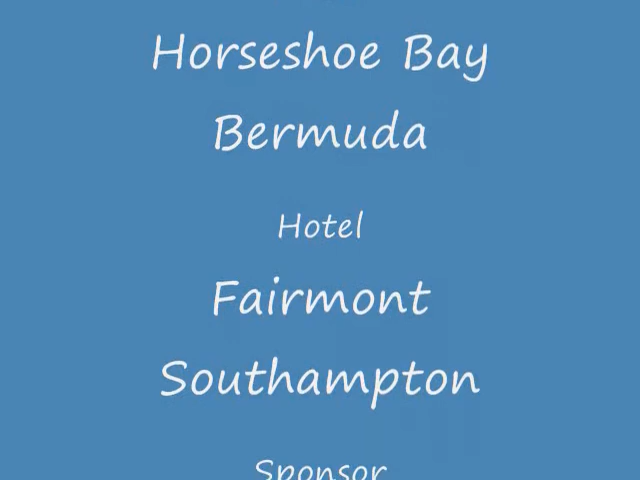 Horseshoe Bay
Bermuda
Hotel
Fairmont
Southampton
Sponsor